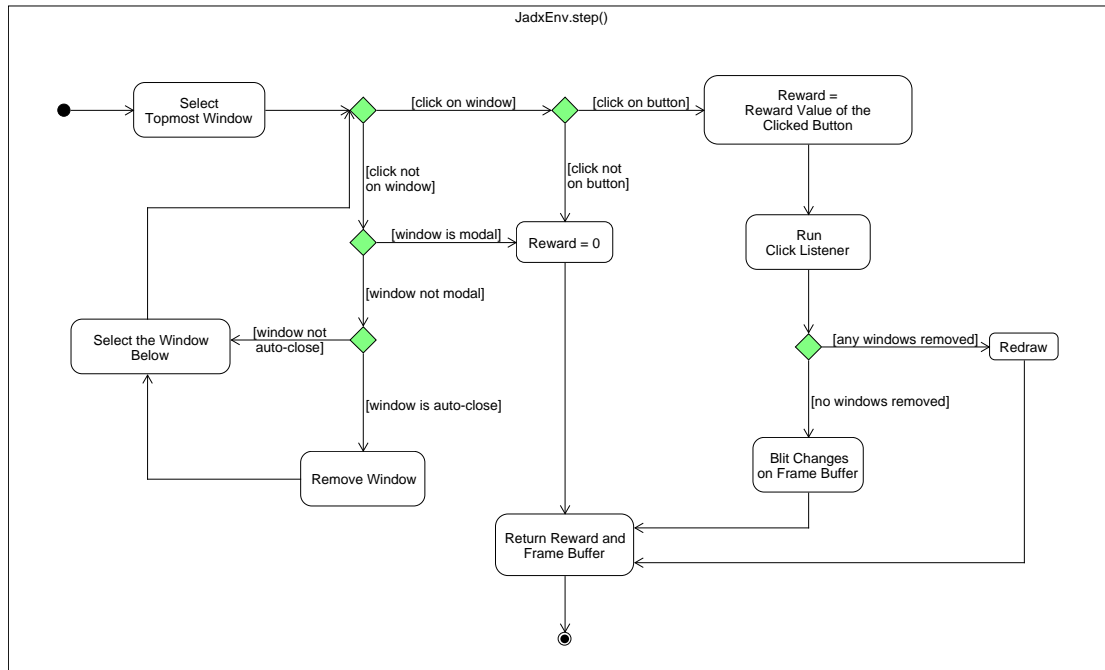 JadxEnv.step()
Select
Topmost Window
[click on window]
[click on button]
Reward =
Reward Value of the
Clicked Button
[click not
on window]
[click not
on button]
[window is modal]
Reward = 0
Run
Click Listener
[window not modal]
Select the Window
Below
[window not
auto-close]
[any windows removed]
Redraw
[window is auto-close]
[no windows removed]
Remove Window
Blit Changes
on Frame Buffer
Return Reward and
Frame Buffer